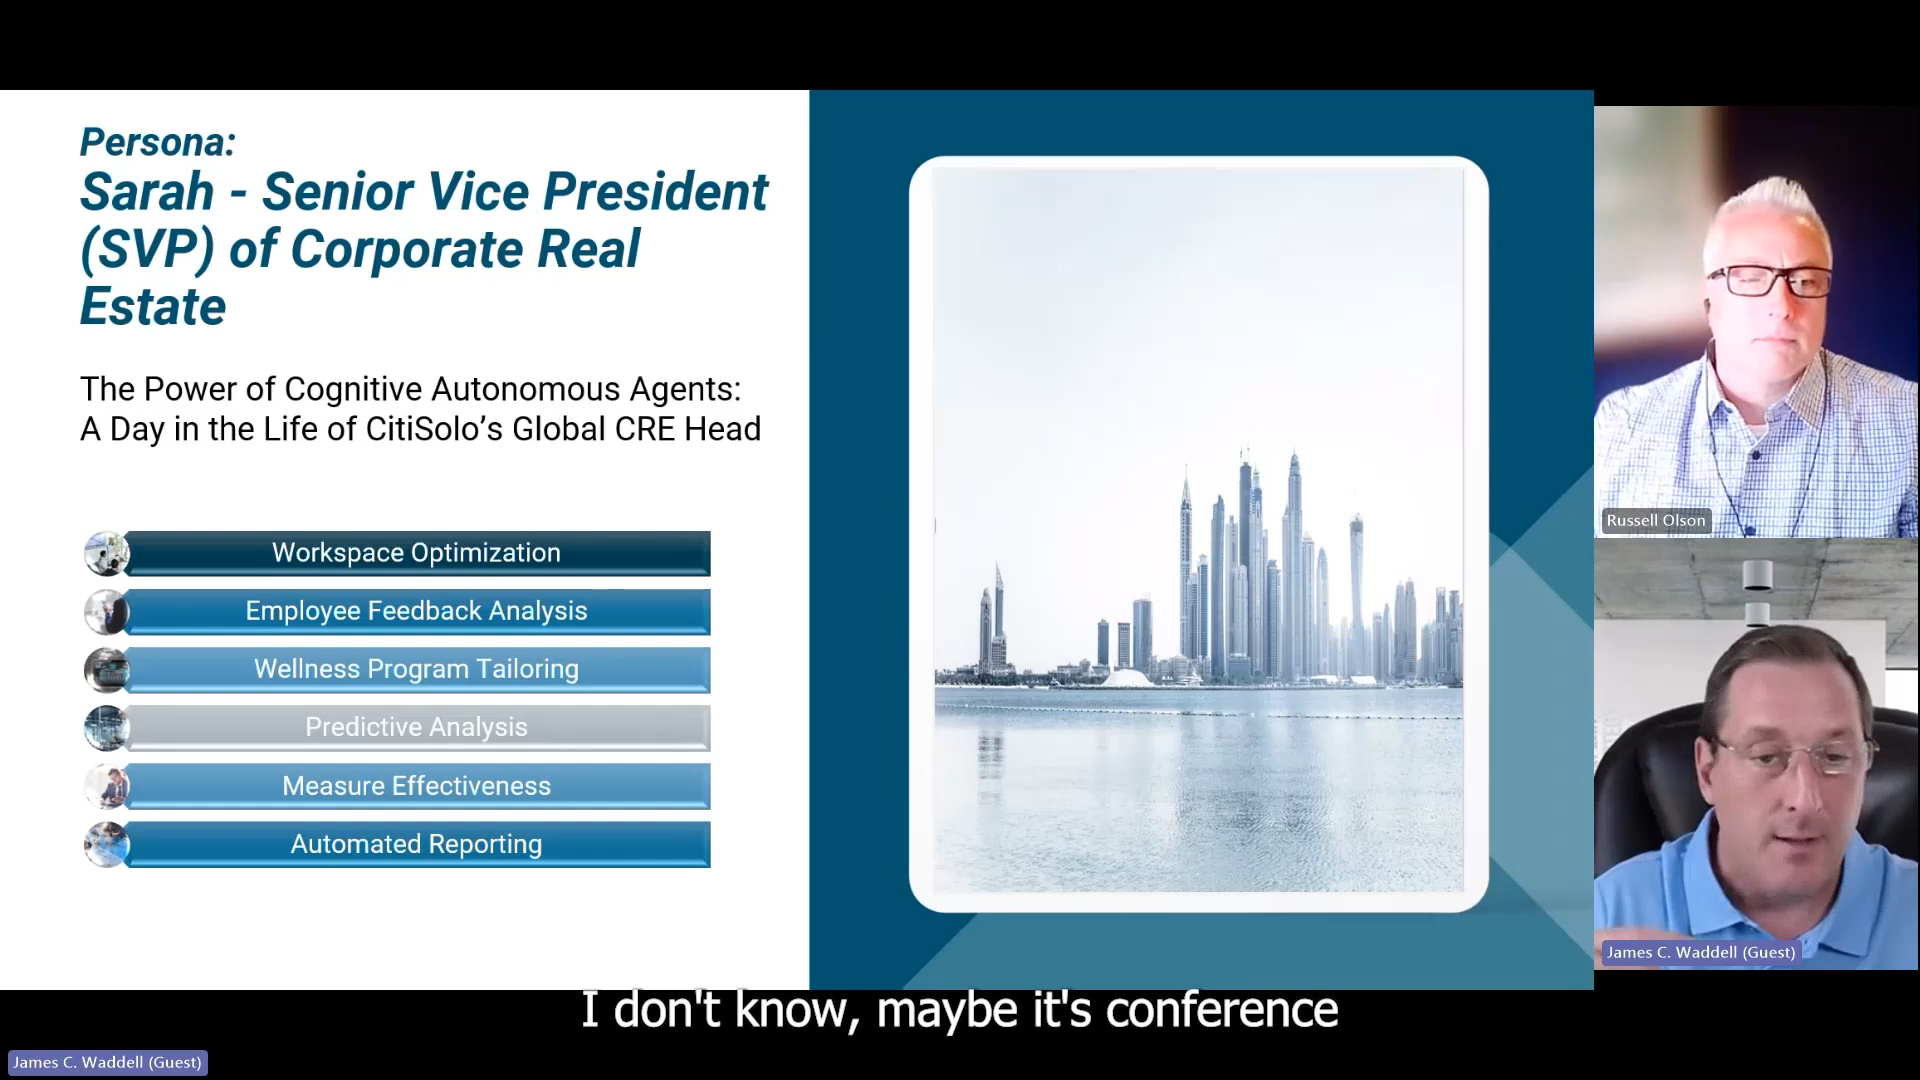 Persona:
Sarah - Senior Vice President
(SVP) of Corporate Real
Estate
The Power of Cognitive Autonomous Agents:
A Day in the Life of CitiSolo’s Global CRE Head
Workspace Optimization
Employee Feedback Analysis
Wellness Program Tailoring
Predictive Analysis
Measure Effectiveness
Automated Reporting
Russell Olson
James C. Waddell (Guest)
I don't know, maybe it's conference
James C. Waddell (Guest)